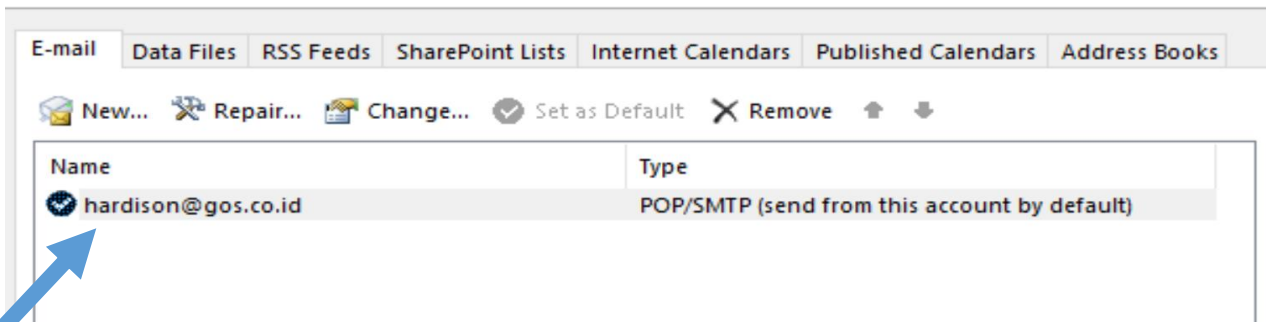 E-mail Data Files RSS Feeds SharePoint Lists Internet Calendars Published Calendars Address Books
New... Repair... Change... Set as Default Remove
Name Type
hardison@gos.co.id POP/SMTP (send from this account by default)